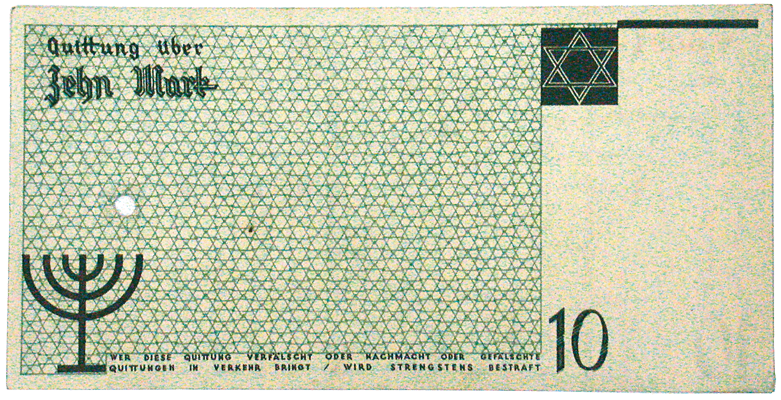 Quittung über
Zehn Mark
WER DIESE QUITTUNG VERFÄLSCHT ODER NACHMACHT ODER GEFÄLSCHTE
QUITTUNGEN IN VERKEHR BRINGT / WIRD STRENGSTENS BESTRAFT
10